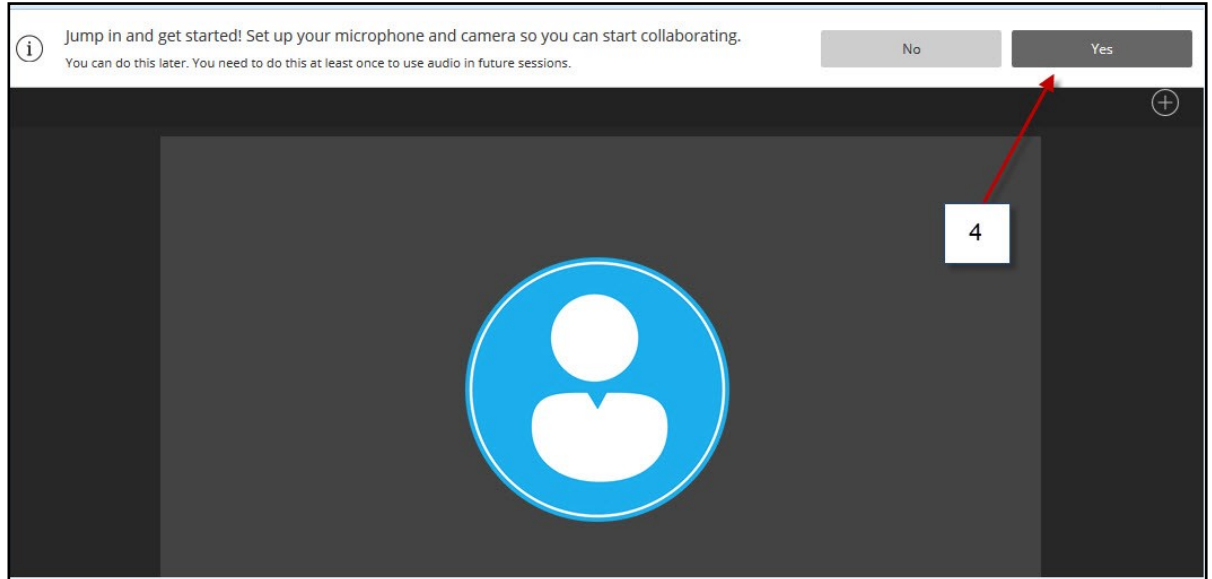 Jump in and get started! Set up your microphone and camera so you can start collaborating.
You can do this later. You need to do this at least once to use audio in future sessions.
No
Yes
4